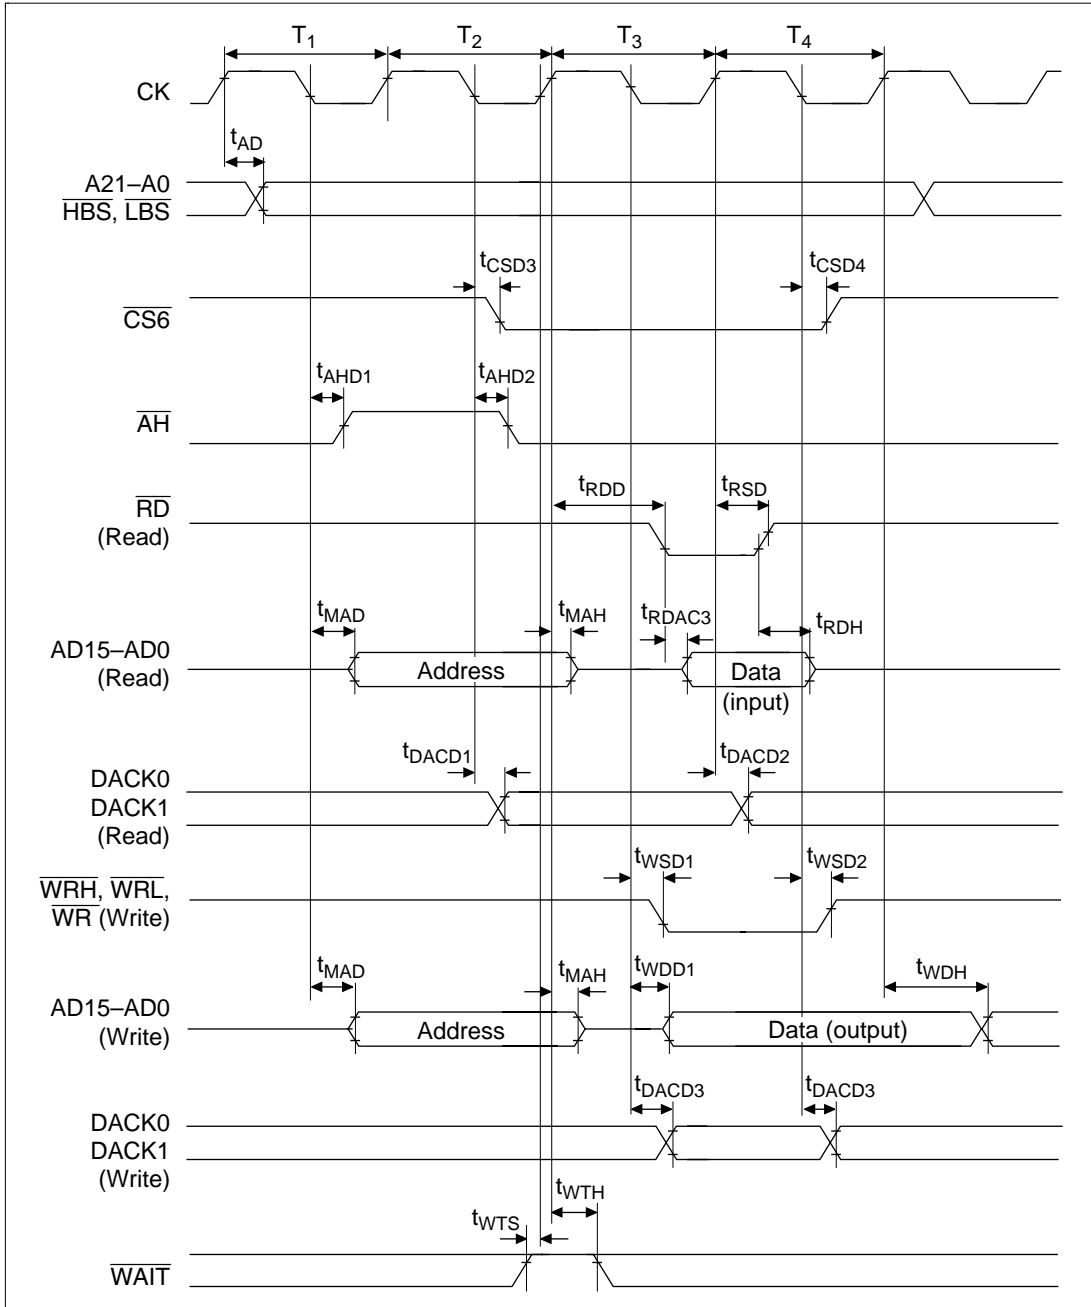 T1 T2 T3 T4
CK
tAD
A21–A0
HBS, LBS
tCSD3 tCSD4
CS6
tAHD1 tAHD2
AH
tRDD tRSD
RD
(Read)
tMAD tMAH tRDAC3 tRDH
AD15–AD0
(Read)
Address Data
(input)
tDACD1 tDACD2
DACK0
DACK1
(Read)
tWSD1 tWSD2
WRH, WRL,
WR (Write)
tMAD tMAH tWDD1 tWDH
AD15–AD0
(Write)
Address Data (output)
tDACD3 tDACD3
DACK0
DACK1
(Write)
tWTH
tWTS
WAIT